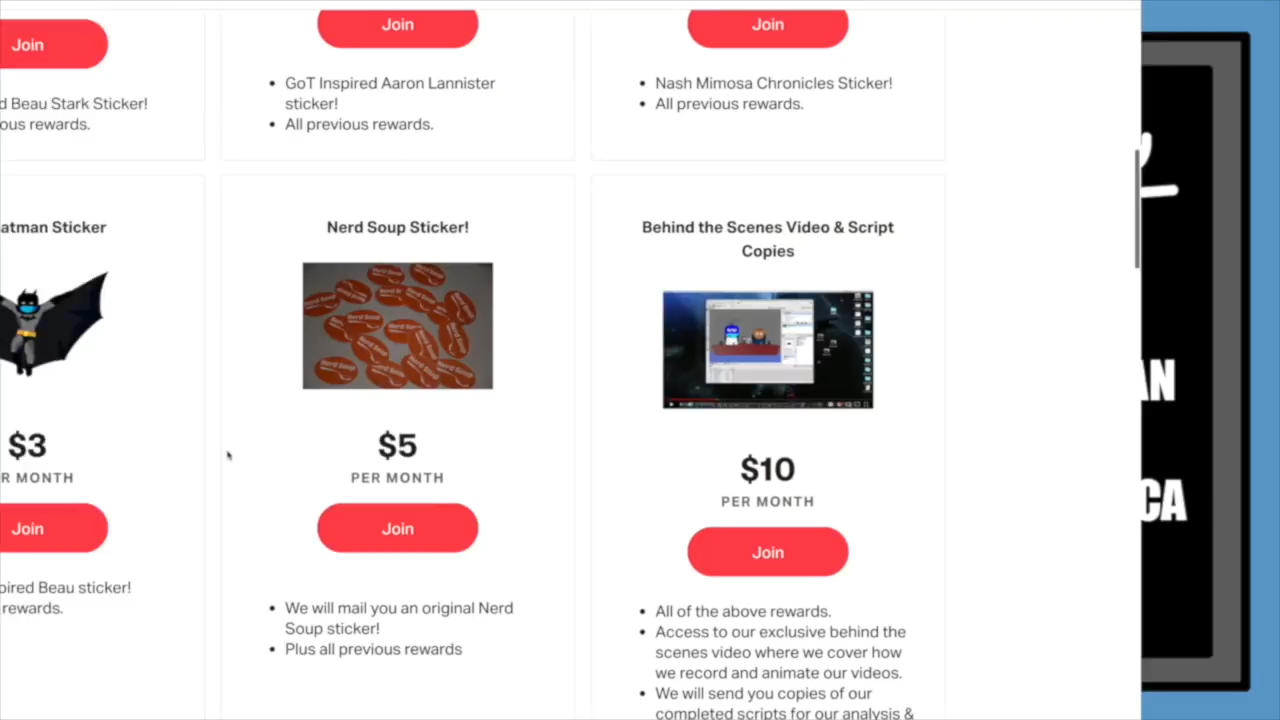 Join
Join
Join
d Beau Stark Sticker!
ous rewards.
GoT Inspired Aaron Lannister
sticker!
All previous rewards.
Nash Mimosa Chronicles Sticker!
All previous rewards.
atman Sticker
$3
R MONTH
Join
pired Beau sticker!
rewards.
Nerd Soup Sticker!
$5
PER MONTH
Join
We will mail you an original Nerd
Soup sticker!
Plus all previous rewards
Behind the Scenes Video & Script
Copies
$10
PER MONTH
Join
All of the above rewards.
Access to our exclusive behind the
scenes video where we cover how
we record and animate our videos.
We will send you copies of our
completed scripts for our analysis &
AN
CA